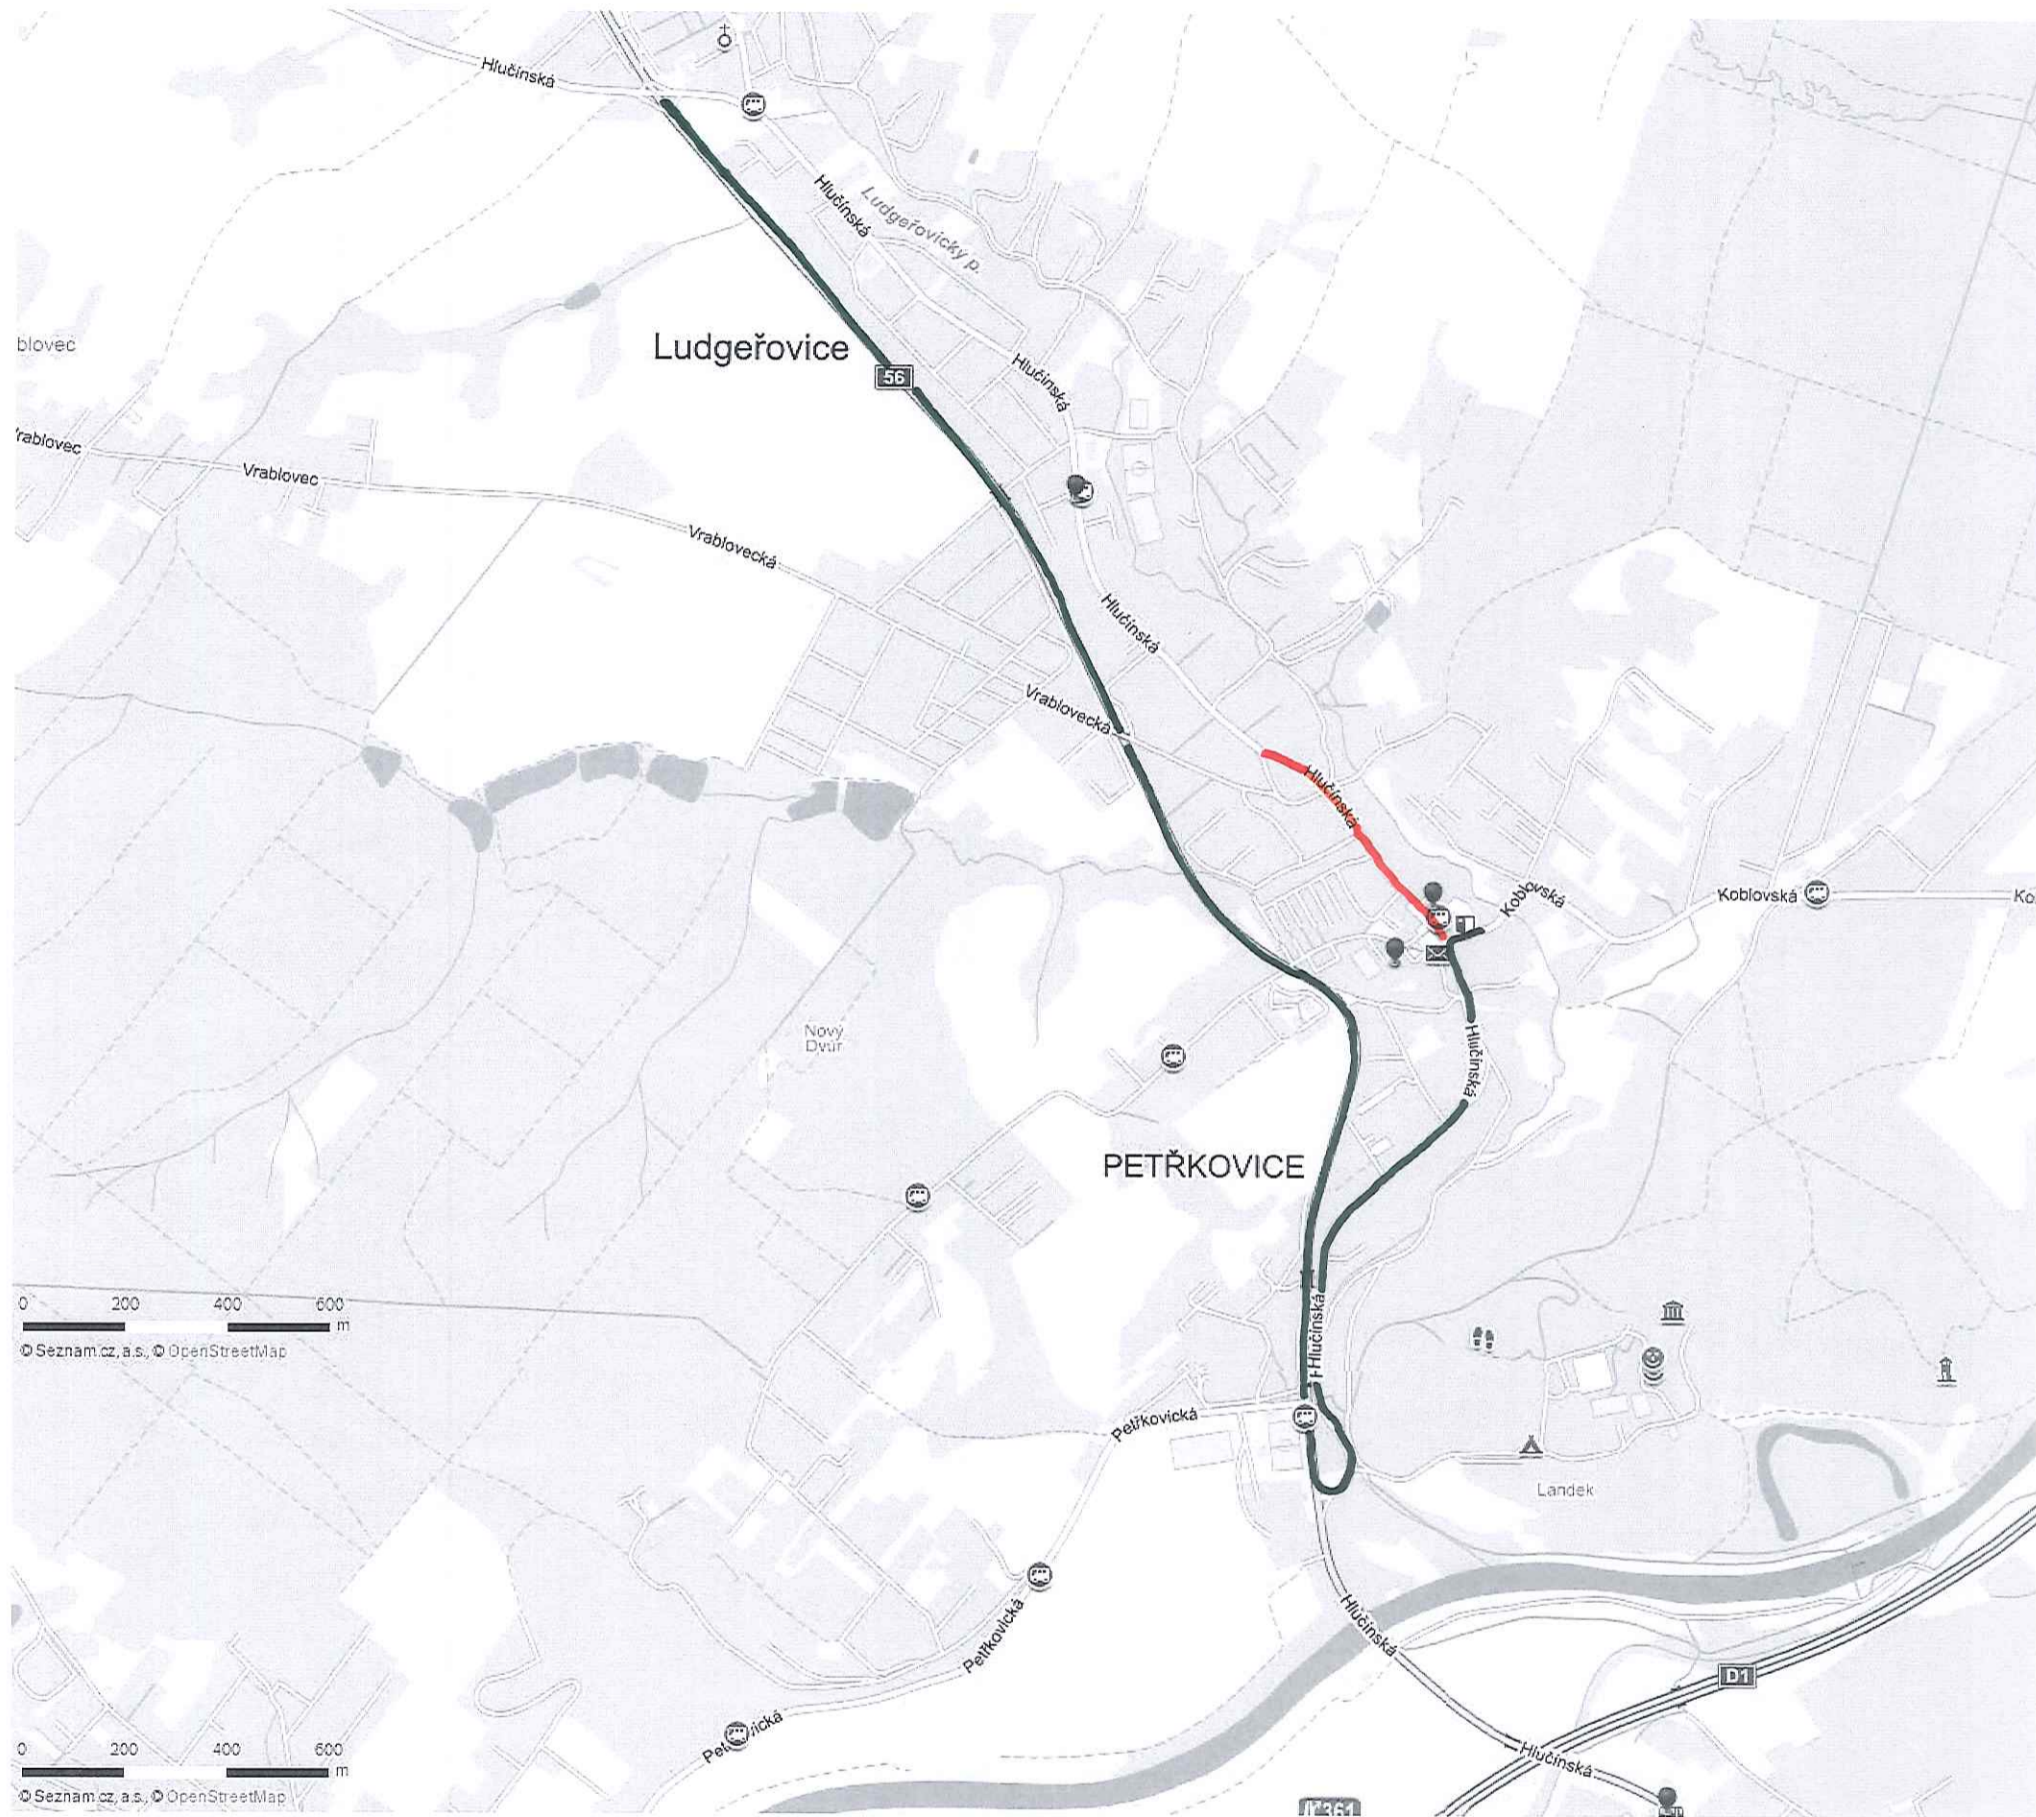 Hlučínská
Hlučínská
Ludgeřovický p.
blovec
Ludgeřovice
56
Hlučínská
Vrablovec
Vrablovecká
Hlučínská
Vrablovecká
Hlučínská
Koblovská
Koblovská
Ko
Nový
Dvůr
Hlučínská
PETŘKOVICE
0 200 400 600
m
© Seznam.cz, a.s., © OpenStreetMap
Hlučínská
Petřkovická
Landek
Hlučínská
Petřkovická
D1
Hlučínská
0 200 400 600
m
© Seznam.cz, a.s., © OpenStreetMap
361